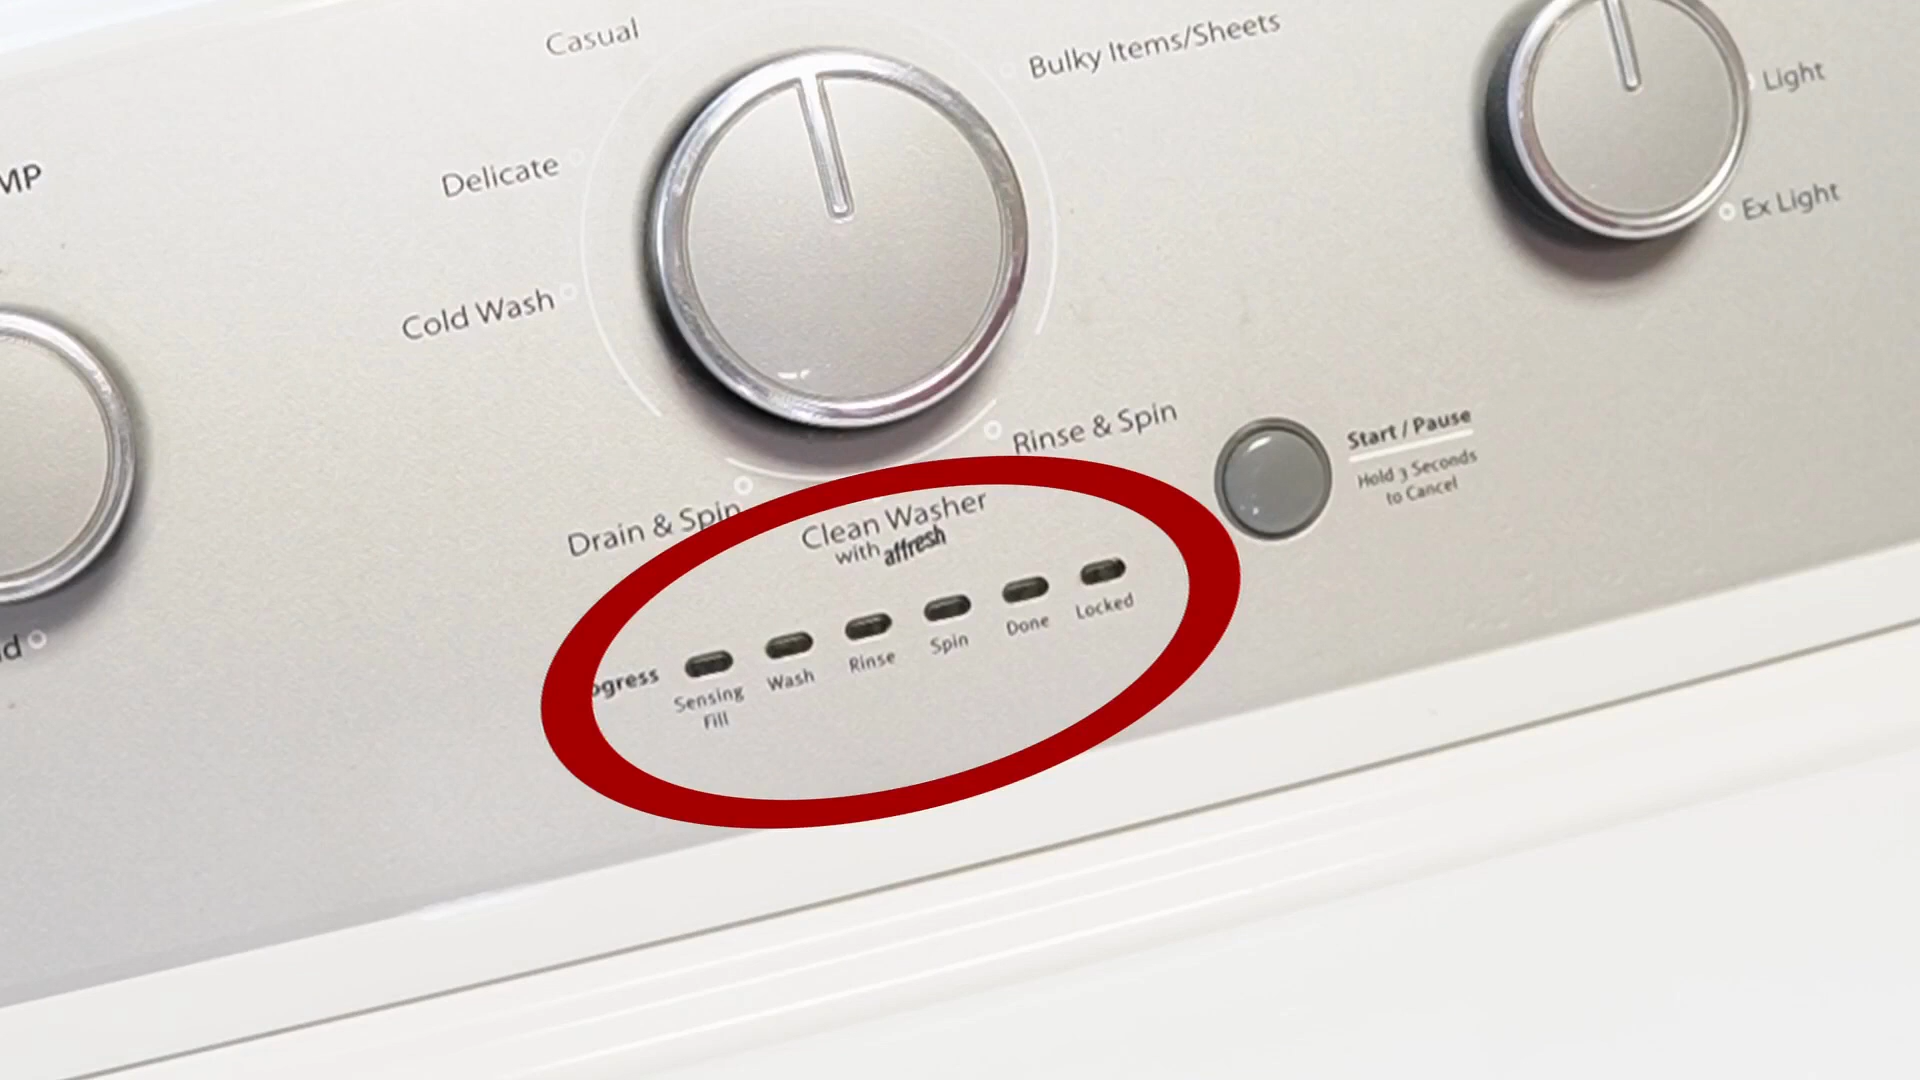 Casual
Bulky Items/Sheets
Light
Delicate
MP
Ex Light
Cold Wash
Rinse & Spin
Start / Pause
Hold 3 Seconds
to Cancel
Drain & Spin
Clean Washer
with affresh
ogress
Sensing
Fill
Wash
Rinse
Spin
Done
Locked
d